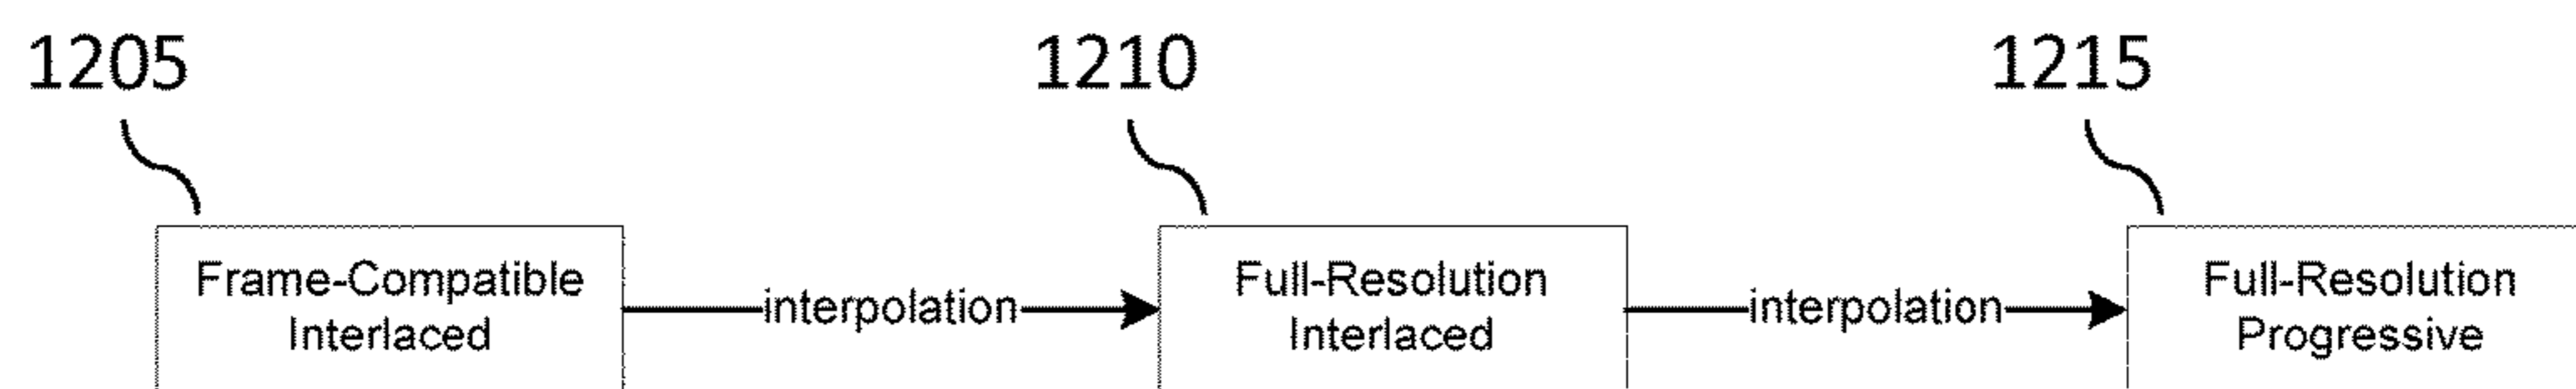 1205
1210
1215
Frame-Compatible
Interlaced
interpolation
Full-Resolution
Interlaced
interpolation
Full-Resolution
Progressive